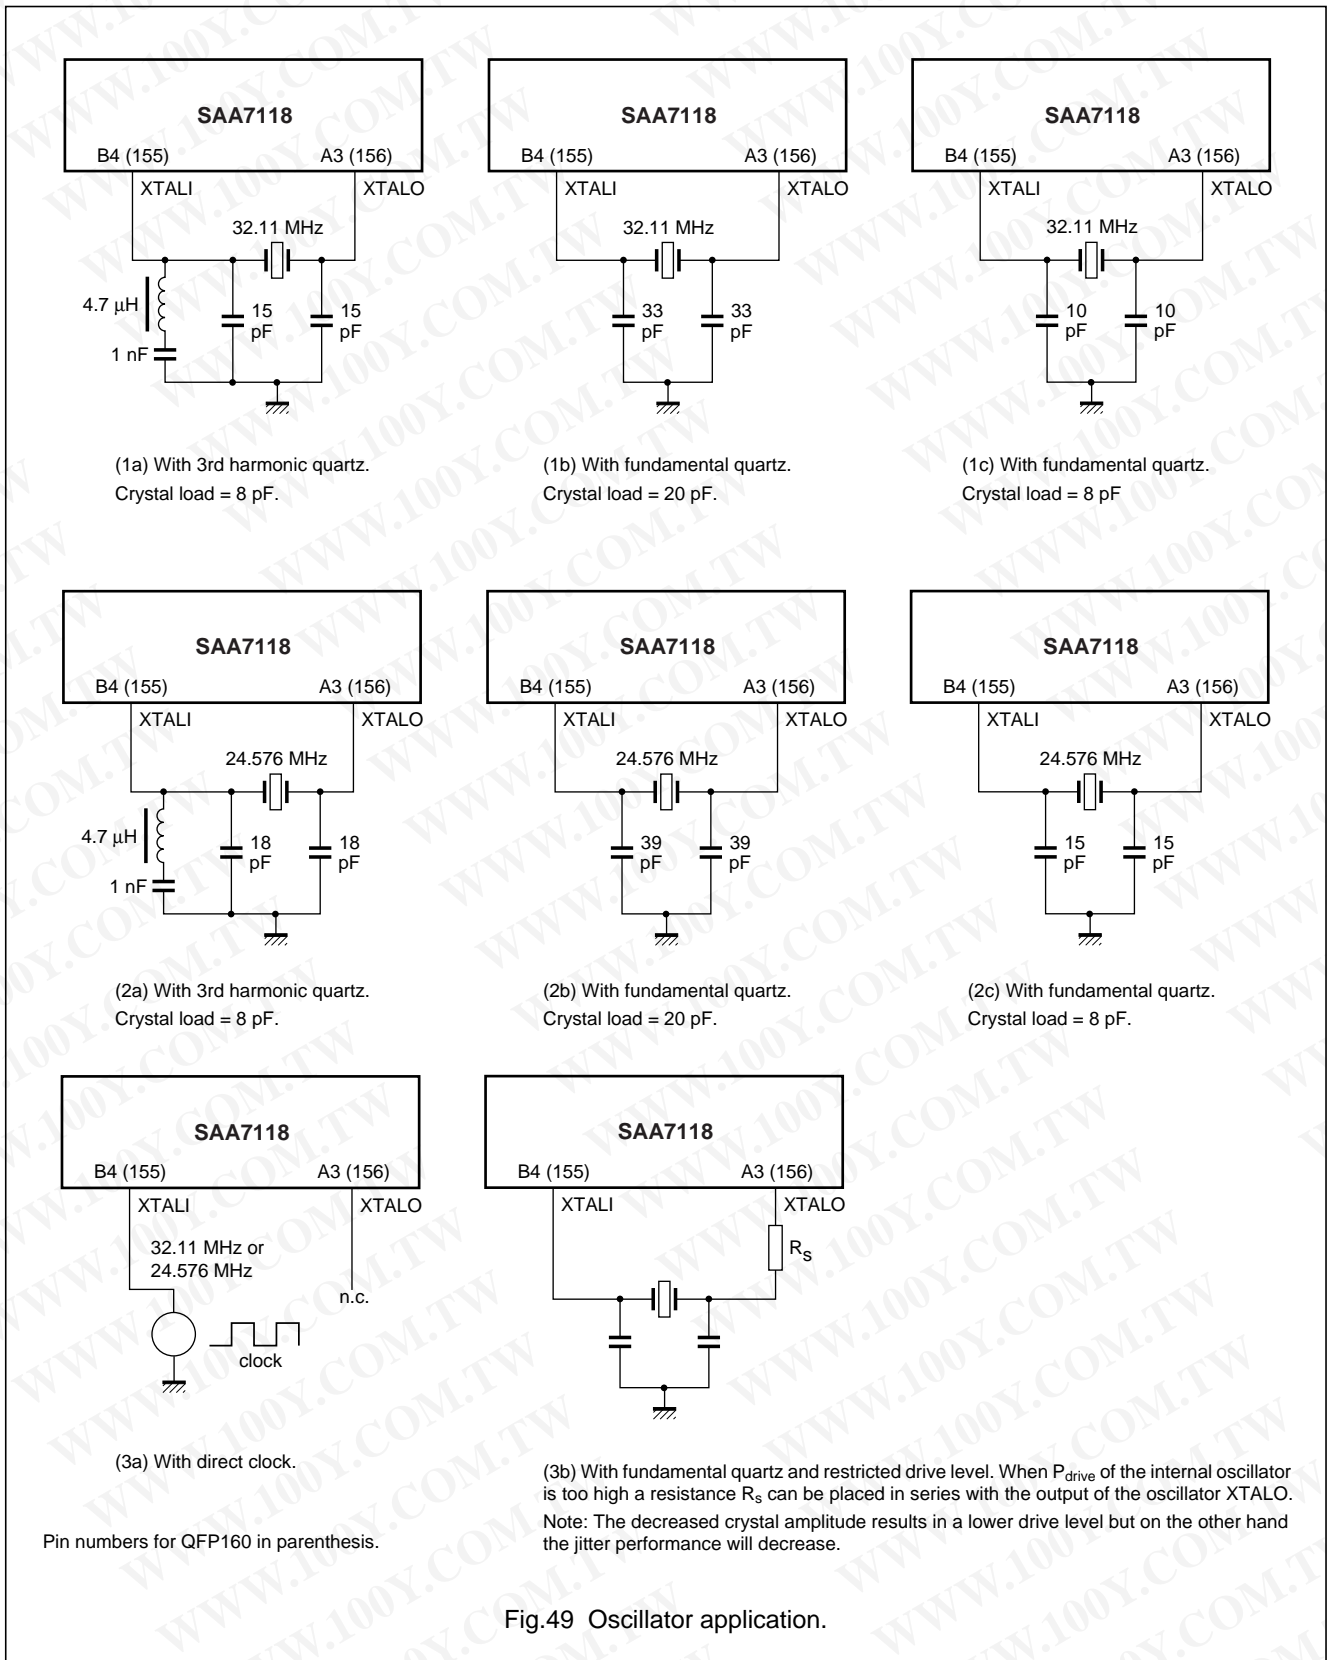 SAA7118
B4 (155) A3 (156)
XTALI XTALO
32.11 MHz
4.7 μH
15 pF
15 pF
1 nF
(1a) With 3rd harmonic quartz.
Crystal load = 8 pF.
SAA7118
B4 (155) A3 (156)
XTALI XTALO
32.11 MHz
33 pF
33 pF
(1b) With fundamental quartz.
Crystal load = 20 pF.
SAA7118
B4 (155) A3 (156)
XTALI XTALO
32.11 MHz
10 pF
10 pF
(1c) With fundamental quartz.
Crystal load = 8 pF
SAA7118
B4 (155) A3 (156)
XTALI XTALO
24.576 MHz
4.7 μH
18 pF
18 pF
1 nF
(2a) With 3rd harmonic quartz.
Crystal load = 8 pF.
SAA7118
B4 (155) A3 (156)
XTALI XTALO
24.576 MHz
39 pF
39 pF
(2b) With fundamental quartz.
Crystal load = 20 pF.
SAA7118
B4 (155) A3 (156)
XTALI XTALO
24.576 MHz
15 pF
15 pF
(2c) With fundamental quartz.
Crystal load = 8 pF.
SAA7118
B4 (155) A3 (156)
XTALI XTALO
32.11 MHz or
24.576 MHz
n.c.
clock
(3a) With direct clock.
SAA7118
B4 (155) A3 (156)
XTALI XTALO
Rs
(3b) With fundamental quartz and restricted drive level. When Pdrive of the internal oscillator
is too high a resistance Rs can be placed in series with the output of the oscillator XTALO.
Note: The decreased crystal amplitude results in a lower drive level but on the other hand
the jitter performance will decrease.
Pin numbers for QFP160 in parenthesis.
Fig.49 Oscillator application.
WWW.100Y.COM.TW